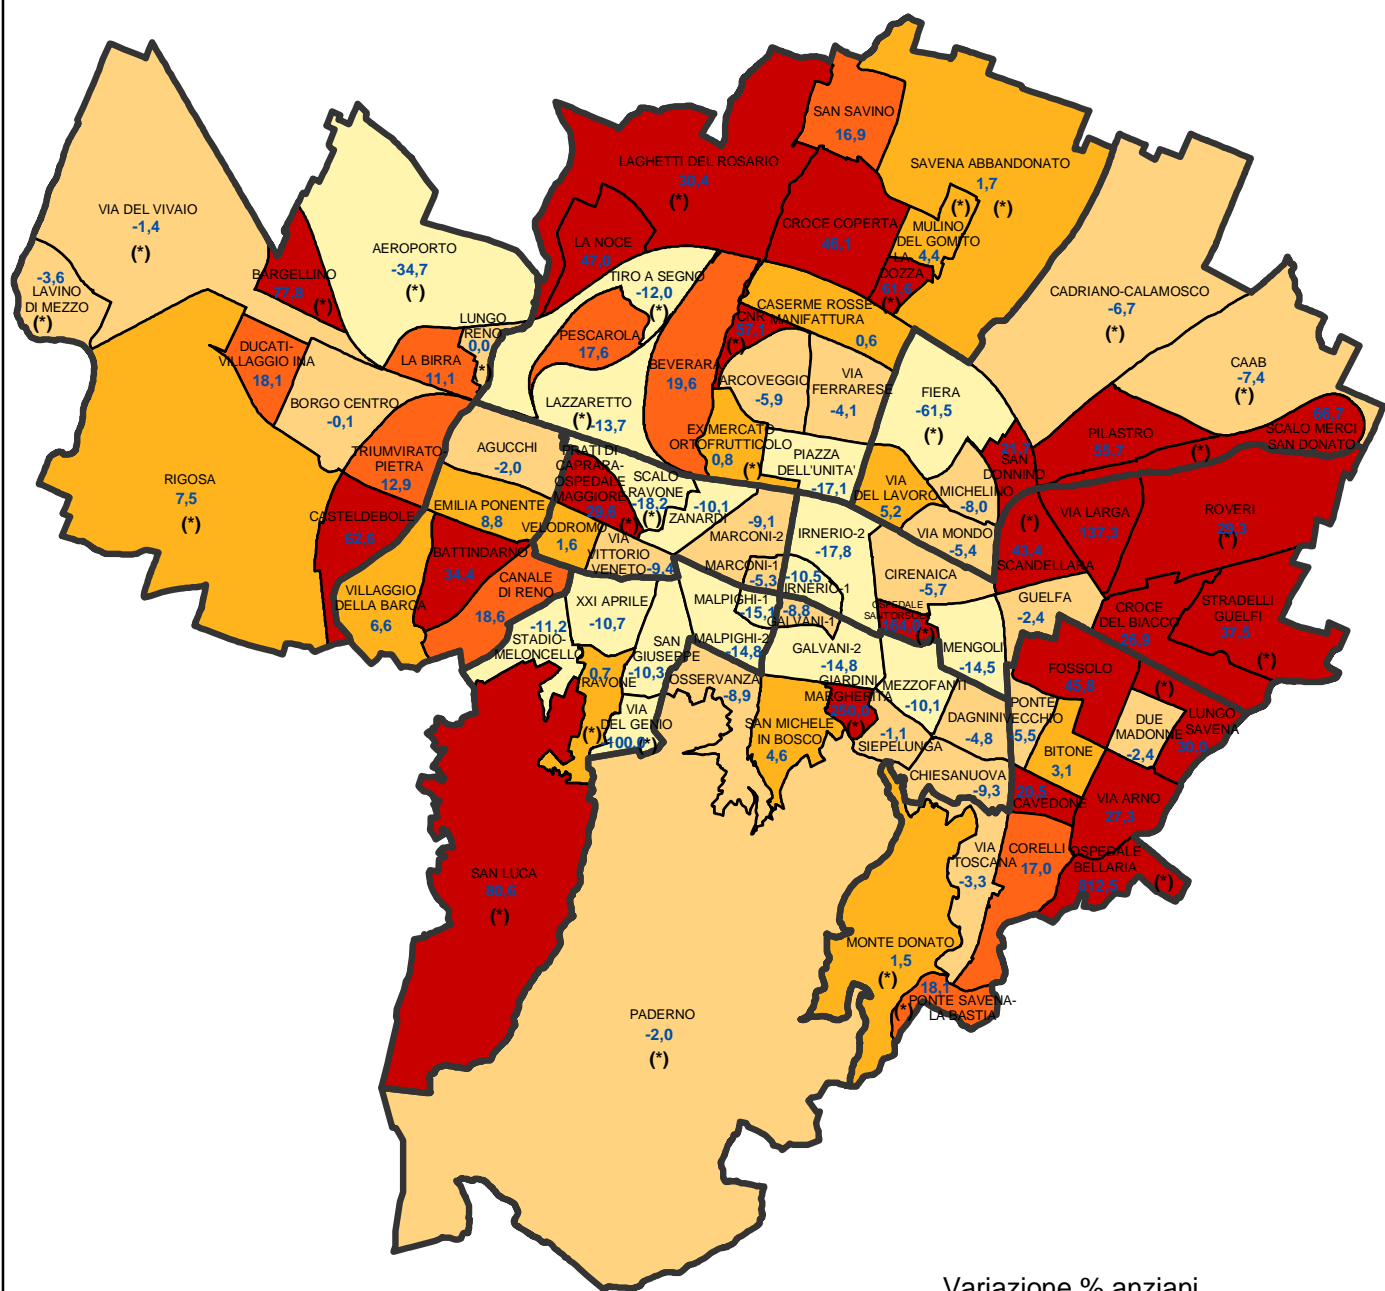 SAN SAVINO
16,9
LAGHETTI DEL ROSARIO
30,4
(*)
SAVENA ABBANDONATO
1,7
(*)
(*)
VIA DEL VIVAIO
-1,4
(*)
CROCE COPERTA
46,1
MULINO
DEL GOMITO
4,4
LA
DOZZA
61,6
(*)
AEROPORTO
-34,7
(*)
LA NOCE
47,0
BARGELLINO
77,8
(*)
-3,6
LAVINO
DI MEZZO
(*)
TIRO A SEGNO
-12,0
(*)
CADRIANO-CALAMOSCO
-6,7
(*)
CASERME ROSSE-
MANIFATTURA
0,6
CNR
57,1
(*)
LUNGO
RENO
0,0
(*)
PESCAROLA
17,6
DUCATI-
VILLAGGIO INA
18,1
LA BIRRA
11,1
BEVERARA
19,6
CAAB
-7,4
(*)
ARCOVEGGIO
-5,9
VIA
FERRARESE
-4,1
FIERA
-61,5
(*)
BORGO CENTRO
-0,1
LAZZARETTO
(*)
-13,7
66,7
SCALO MERCI
SAN DONATO
(*)
PILASTRO
55,7
EX MERCATO
ORTOFRUTTICOLO
0,8
(*)
AGUCCHI
-2,0
TRIUMVIRATO-
PIETRA
12,9
PRATI DI
CAPRARA-
OSPEDALE
MAGGIORE
29,6
(*)
PIAZZA
DELL'UNITA'
-17,1
21,7
SAN
DONNINO
(*)
SCALO
RAVONE
-18,2
(*)
RIGOSA
7,5
(*)
VIA
DEL LAVORO
5,2
MICHELINO
-8,0
EMILIA PONENTE
8,8
-10,1
ZANARDI
CASTELDEBOLE
62,6
VIA LARGA
137,3
ROVERI
29,3
(*)
VELODROMO
1,6
-9,1
MARCONI-2
IRNERIO-2
-17,8
VIA MONDO
-5,4
VIA
VITTORIO
VENETO
-9,4
BATTINDARNO
34,4
43,4
SCANDELLARA
MARCONI-1
-5,3
-10,5
IRNERIO-1
CIRENAICA
-5,7
CANALE
DI RENO
18,6
VILLAGGIO
DELLA BARCA
6,6
XXI APRILE
-10,7
MALPIGHI-1
-15,1
-8,8
GALVANI-1
OSPEDALE
SANT'ORSOLA
(*)
GUELFA
-2,4
CROCE
DEL BIACCO
26,9
STRADELLI
GUELFI
37,5
(*)
-11,2
STADIO-
MELONCELLO
SAN
GIUSEPPE
-10,3
MALPIGHI-2
-14,8
GALVANI-2
-14,8
MENGOLI
-14,5
0,7
RAVONE
(*)
OSSERVANZA
-8,9
GIARDINI
MARGHERITA
250,0
(*)
MEZZOFANTI
-10,1
FOSSOLO
45,8
(*)
VIA
DEL GENIO
100,0
(*)
SAN MICHELE
IN BOSCO
4,6
-1,1
SIEPELUNGA
DAGNINI
-4,8
PONTE
VECCHIO
-5,5
DUE
MADONNE
-2,4
LUNGO
SAVENA
30,0
BITONE
3,1
CHIESANUOVA
-9,3
20,5
CAVEDONE
VIA ARNO
27,3
VIA
TOSCANA
-3,3
CORELLI
17,0
OSPEDALE
BELLARIA
812,5
(*)
SAN LUCA
80,6
(*)
MONTE DONATO
1,5
(*)
18,1
PONTE SAVENA-
LA BASTIA
(*)
PADERNO
-2,0
(*)
Variazione % anziani